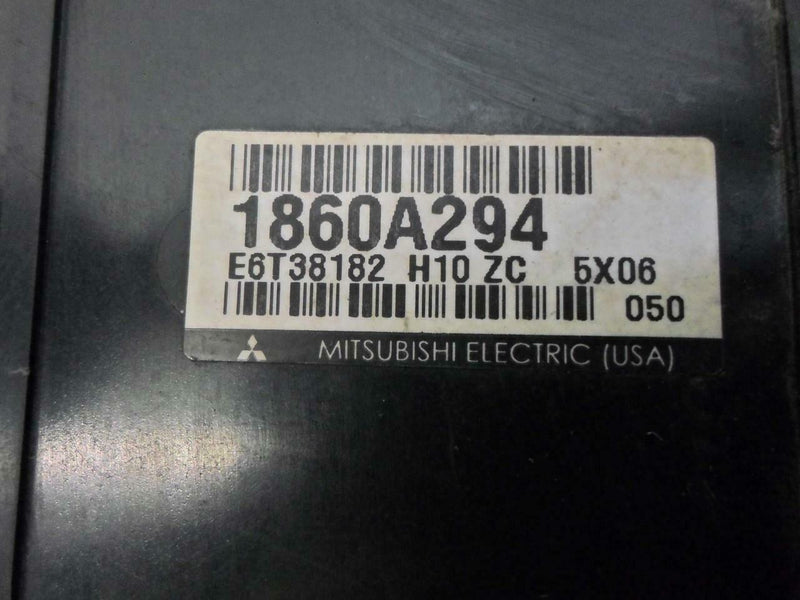 1860A294
E6T38182 H10 ZC 5X06
050
MITSUBISHI ELECTRIC (USA)